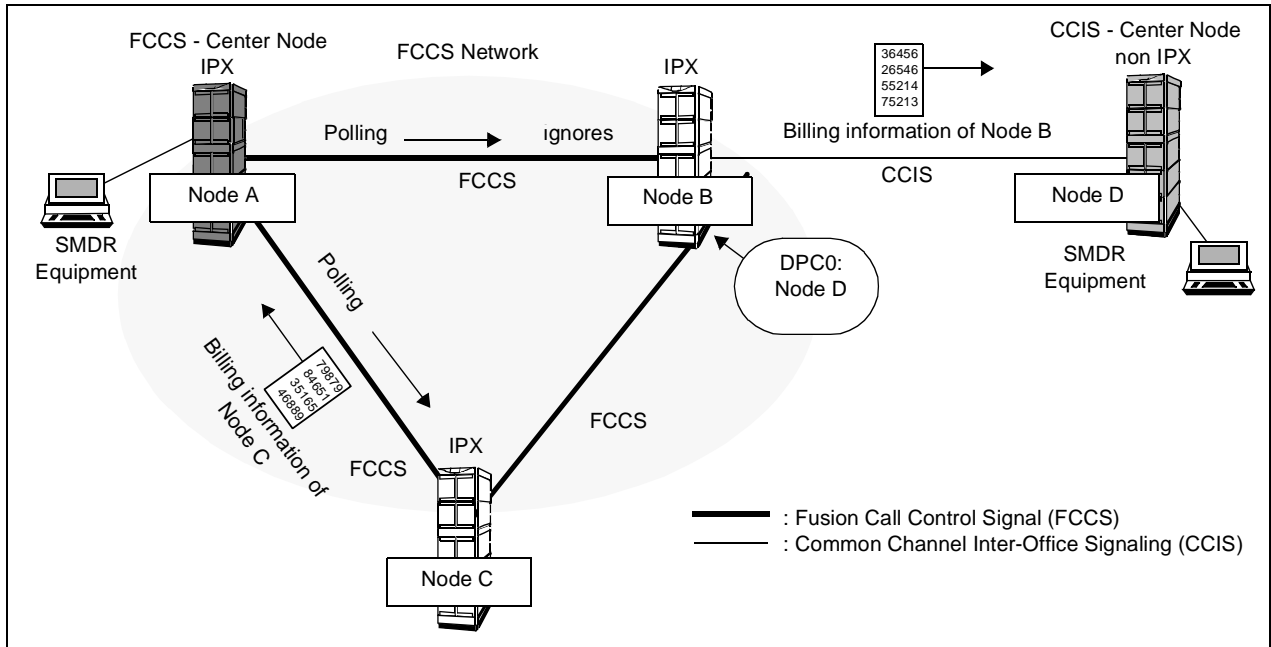 FCCS - Center Node
IPX
FCCS Network
IPX
36456
26546
55214
75213
CCIS - Center Node
non IPX
Polling
ignores
Billing information of Node B
FCCS
CCIS
Node A
Node B
Node D
SMDR
Equipment
DPC0:
Node D
SMDR
Equipment
Polling
79879
84651
35165
46889
Billing information of
Node C
FCCS
FCCS
IPX
Node C
: Fusion Call Control Signal (FCCS)
: Common Channel Inter-Office Signaling (CCIS)